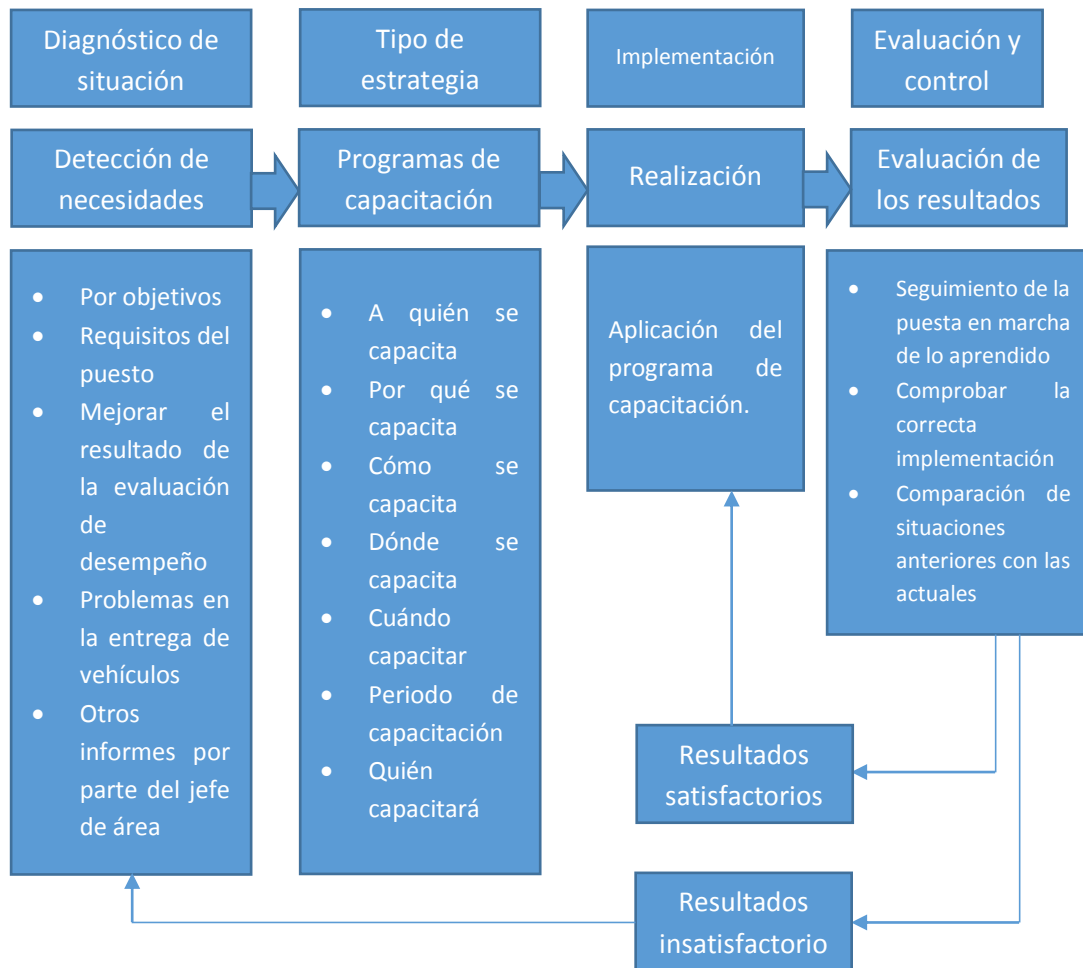 Diagnóstico de
situación
Tipo de
estrategia
Implementación
Evaluación y
control
Detección de
necesidades
Programas de
capacitación
Realización
Evaluación de
los resultados
• Por objetivos
• Requisitos del
puesto
• Mejorar el
resultado de
la evaluación
de
desempeño
• Problemas en
la entrega de
vehículos
• Otros
informes por
parte del jefe
de área
• A quién se
capacita
• Por qué se
capacita
• Cómo se
capacita
• Dónde se
capacita
• Cuándo
capacitar
• Periodo de
capacitación
• Quién
capacitará
Aplicación del
programa de
capacitación.
• Seguimiento de la
puesta en marcha
de lo aprendido
• Comprobar la
correcta
implementación
• Comparación de
situaciones
anteriores con las
actuales
Resultados
satisfactorios
Resultados
insatisfactorio